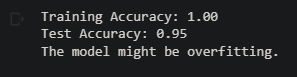 Training Accuracy: 1.00
Test Accuracy: 0.95
The model might be overfitting.